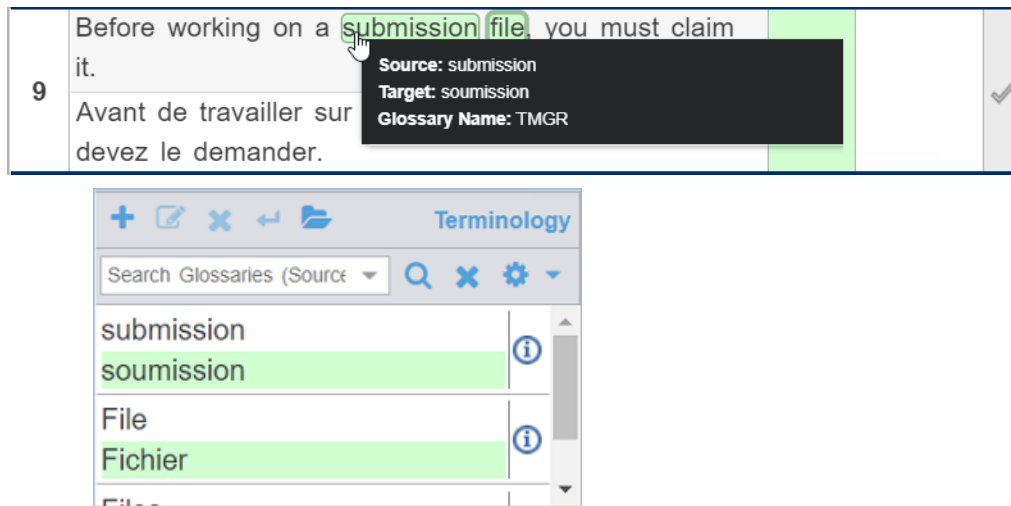 Before working on a submission file, you must claim
it.
9
Source: submission
Target: soumission
Glossary Name: TMGR
Avant de travailler sur
devez le demander.
Terminology
Search Glossaries (Source
submission
soumission
File
Fichier
Files